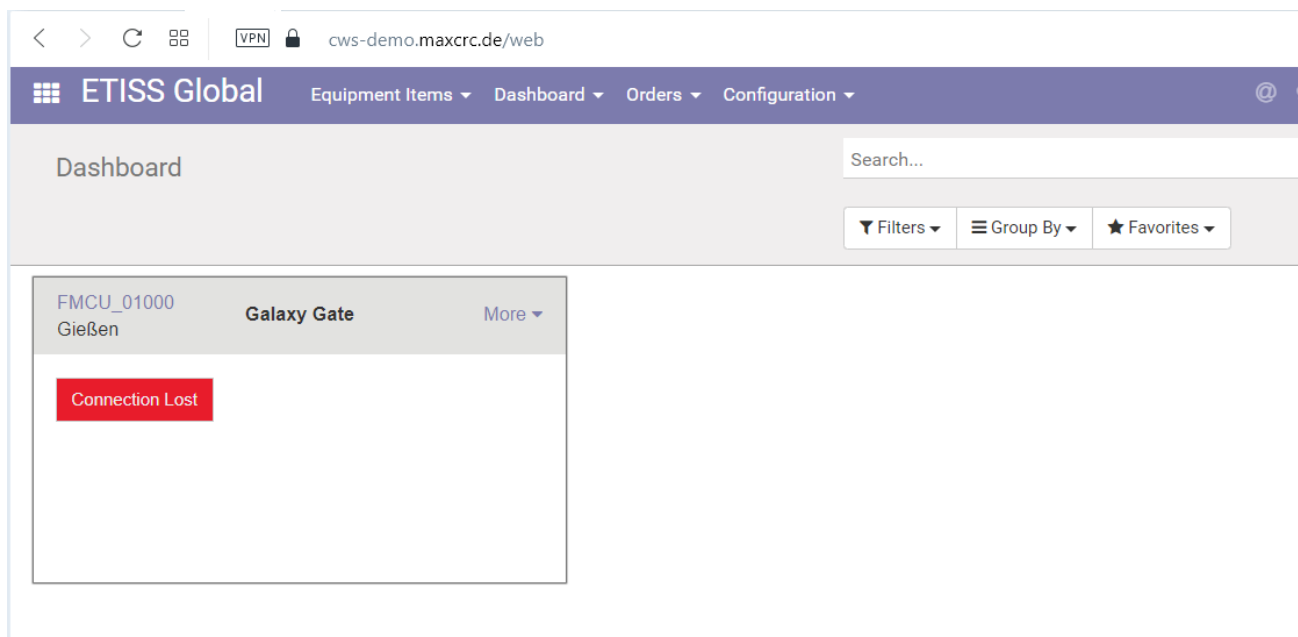 VPN cws-demo.maxcrc.de/web
ETISS Global Equipment Items Dashboard Orders Configuration @
Dashboard
Search...
Filters Group By Favorites
FMCU_01000
Gießen
Galaxy Gate
More
Connection Lost